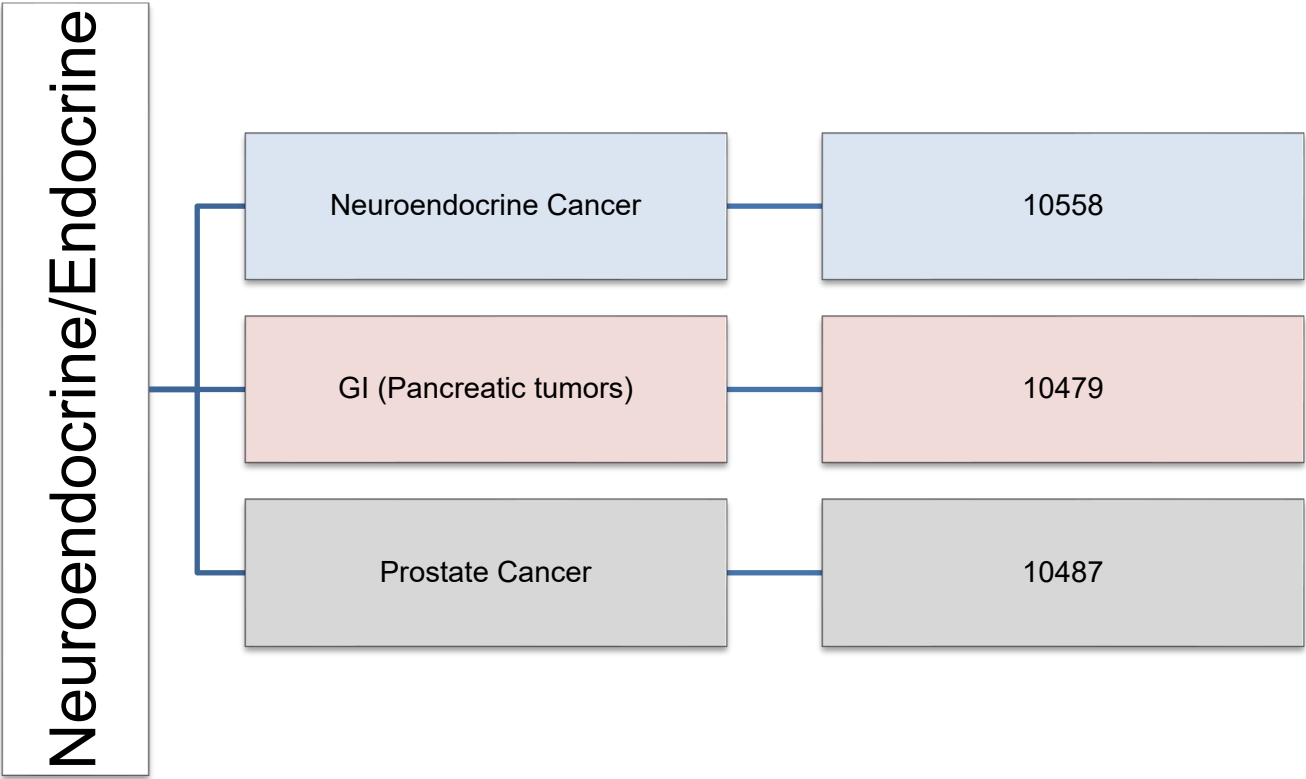 Neuroendocrine/Endocrine
Neuroendocrine Cancer
10558
GI (Pancreatic tumors)
10479
Prostate Cancer
10487